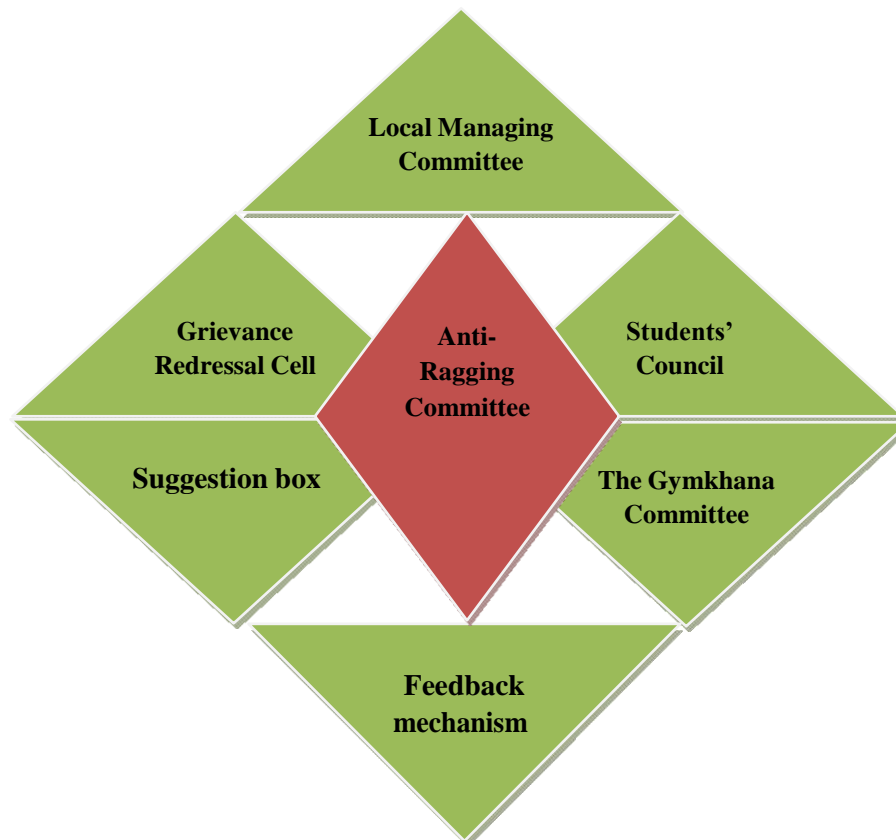 Local Managing
Committee
Grievance
Redressal Cell
Anti-
Ragging
Committee
Students’
Council
Suggestion box
The Gymkhana
Committee
Feedback
mechanism